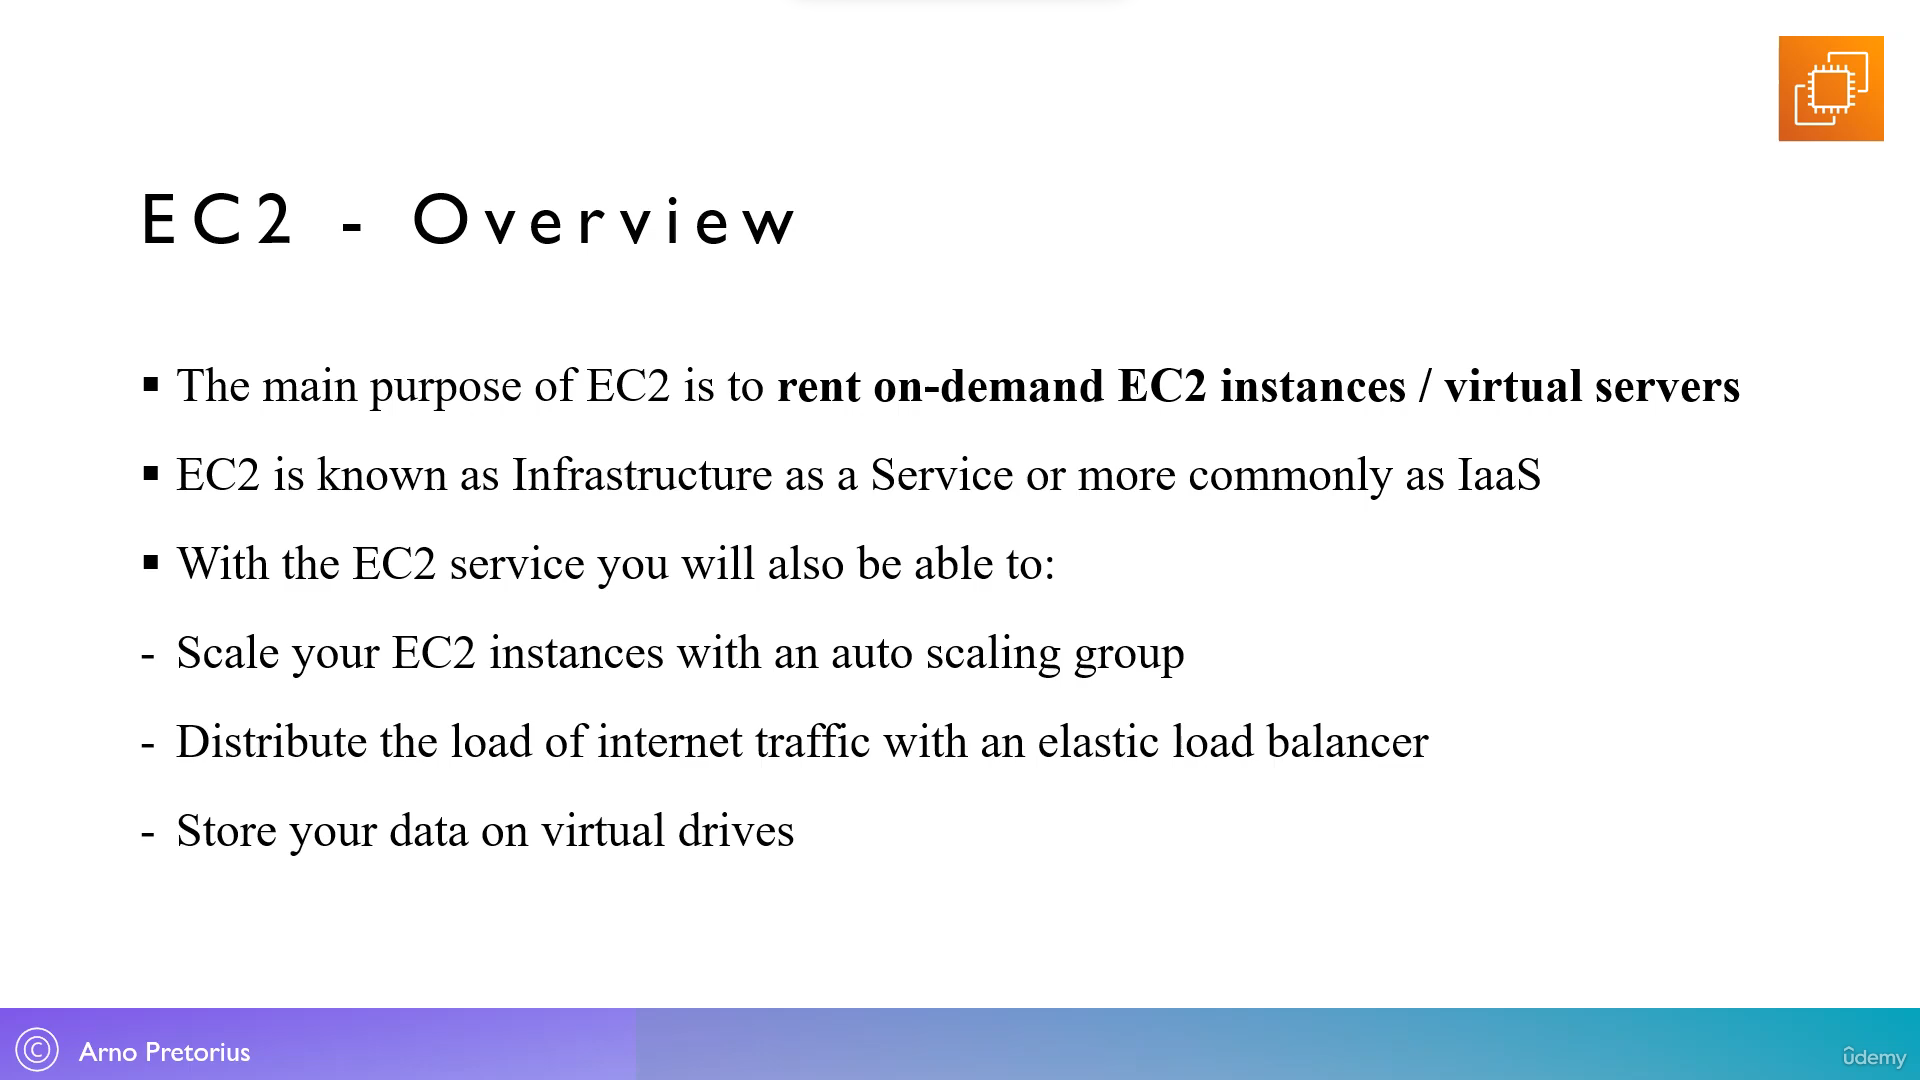 EC2 - Overview
▪ The main purpose of EC2 is to rent on-demand EC2 instances / virtual servers
▪ EC2 is known as Infrastructure as a Service or more commonly as IaaS
▪ With the EC2 service you will also be able to:
- Scale your EC2 instances with an auto scaling group
- Distribute the load of internet traffic with an elastic load balancer
- Store your data on virtual drives
© Arno Pretorius
ûdemy